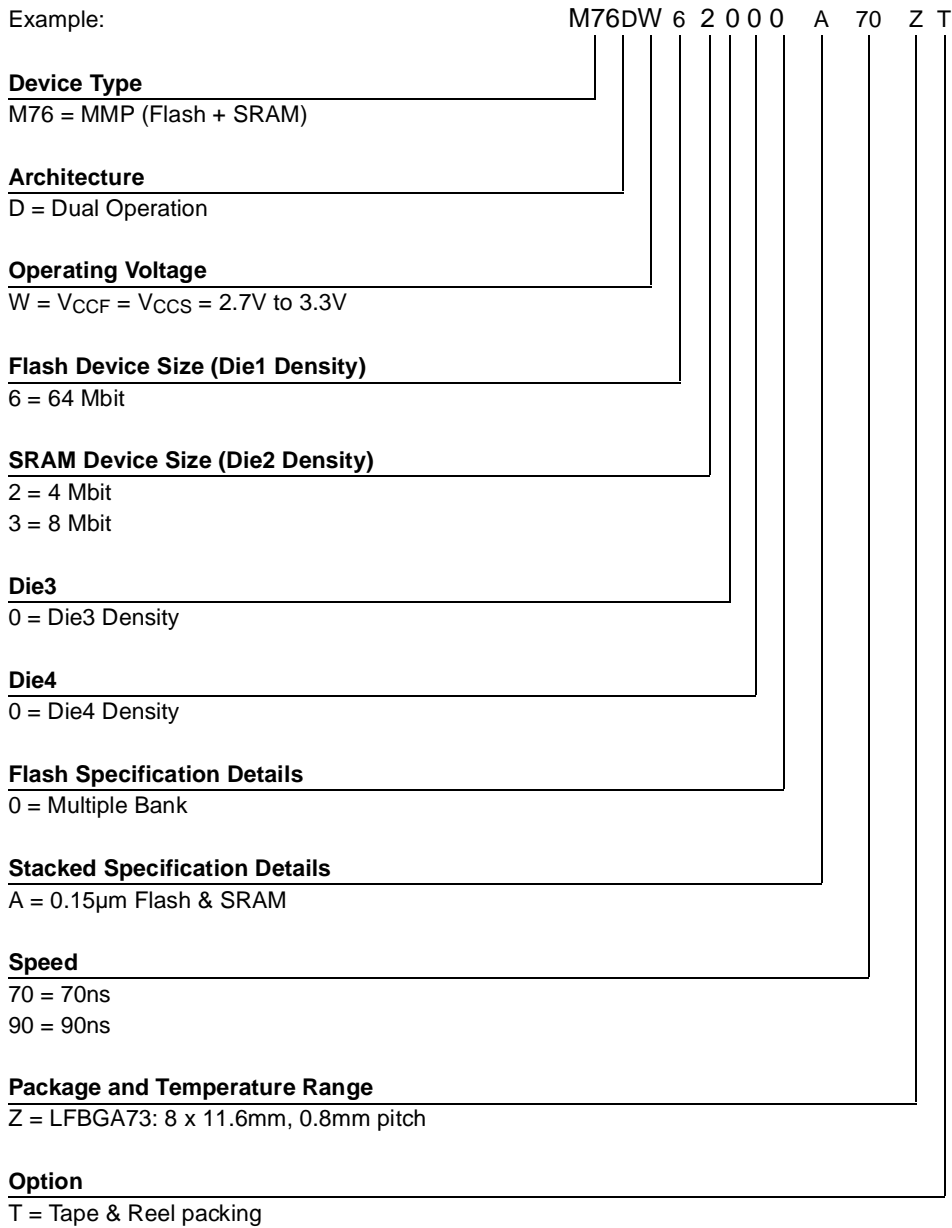 Example: M76DW 6 2 0 0 0 A 70 Z T
Device Type
M76 = MMP (Flash + SRAM)
Architecture
D = Dual Operation
Operating Voltage
W = VCCF = VCCS = 2.7V to 3.3V
Flash Device Size (Die1 Density)
6 = 64 Mbit
SRAM Device Size (Die2 Density)
2 = 4 Mbit
3 = 8 Mbit
Die3
0 = Die3 Density
Die4
0 = Die4 Density
Flash Specification Details
0 = Multiple Bank
Stacked Specification Details
A = 0.15µm Flash & SRAM
Speed
70 = 70ns
90 = 90ns
Package and Temperature Range
Z = LFBGA73: 8 x 11.6mm, 0.8mm pitch
Option
T = Tape & Reel packing